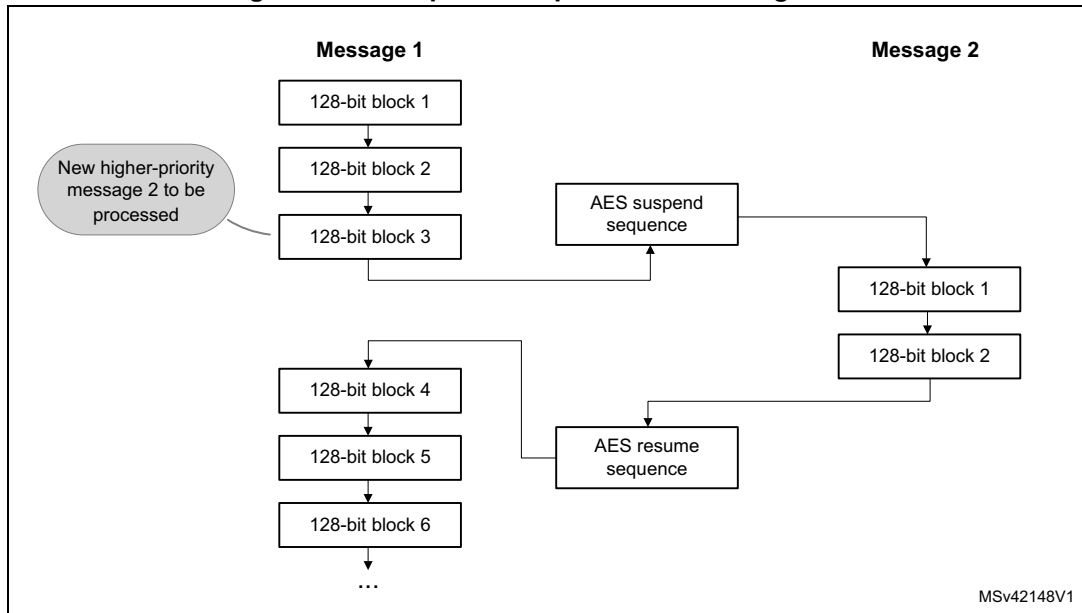 Message 1
Message 2
128-bit block 1
128-bit block 2
New higher-priority
message 2 to be
processed
128-bit block 3
AES suspend
sequence
128-bit block 1
128-bit block 2
128-bit block 4
AES resume
sequence
128-bit block 5
128-bit block 6
...
MSv42148V1